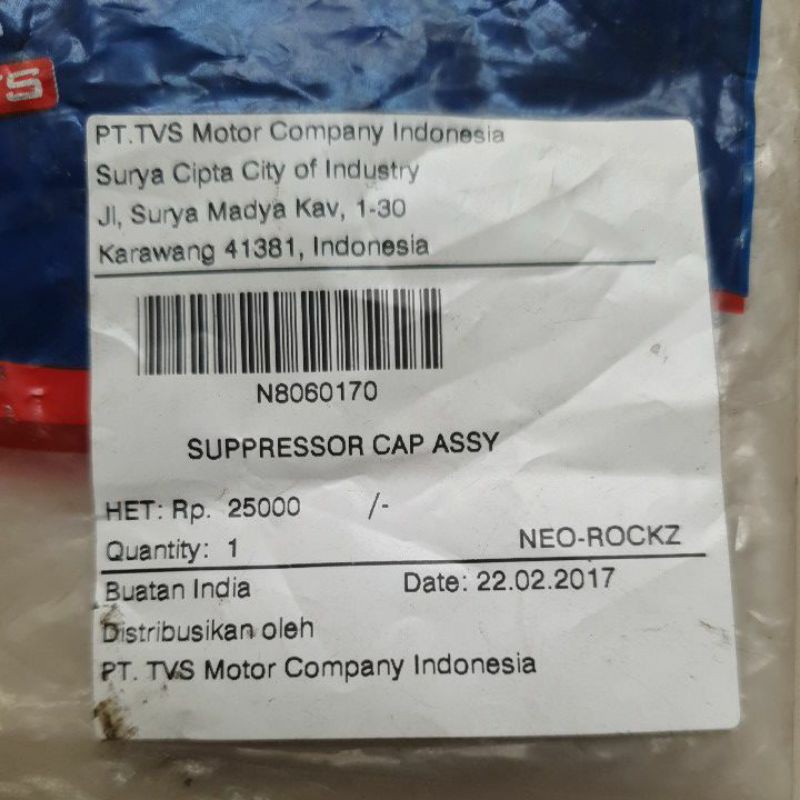 PT.TVS Motor Company Indonesia
Surya Cipta City of Industry
Jl, Surya Madya Kav, 1-30
Karawang 41381, Indonesia
N8060170
SUPPRESSOR CAP ASSY
HET: Rp. 25000 /-
Quantity: 1 NEO-ROCKZ
Buatan India Date: 22.02.2017
Distribusikan oleh
PT. TVS Motor Company Indonesia